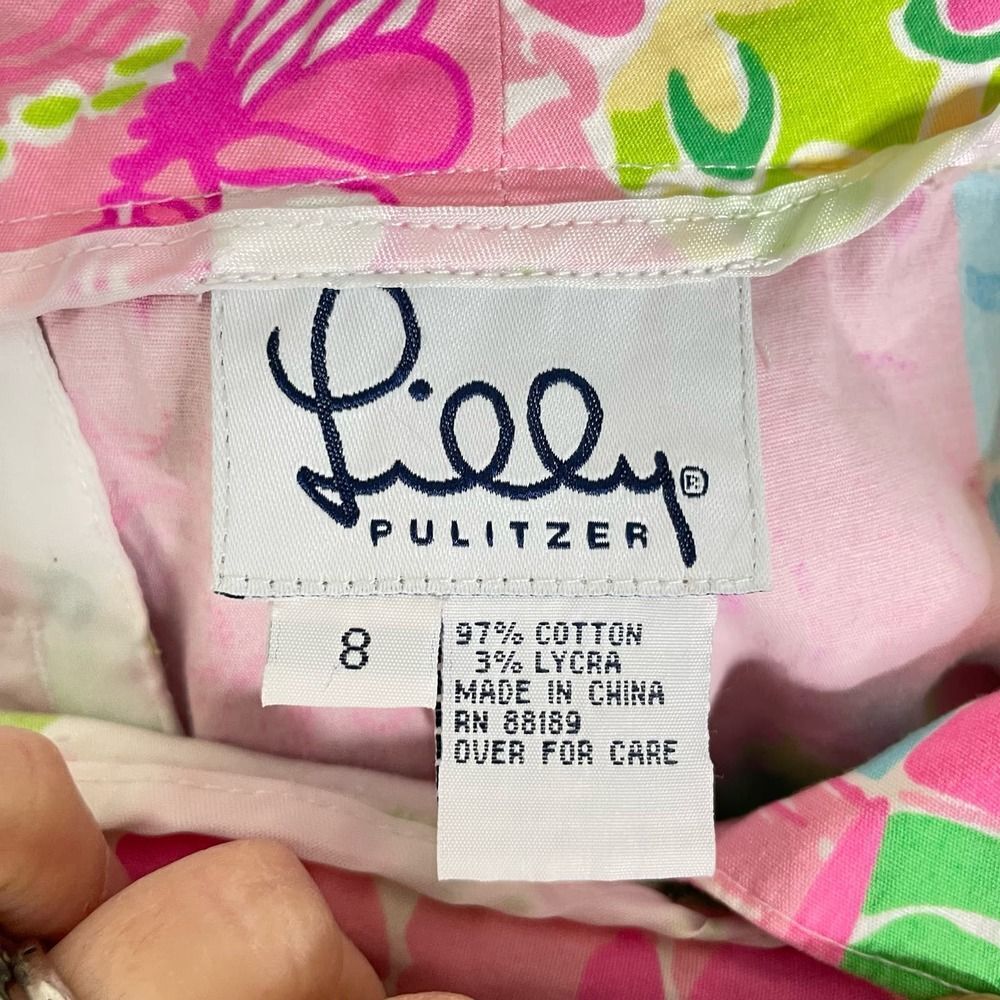 Lilly®
PULITZER
8
97% COTTON
3% LYCRA
MADE IN CHINA
RN 88189
OVER FOR CARE